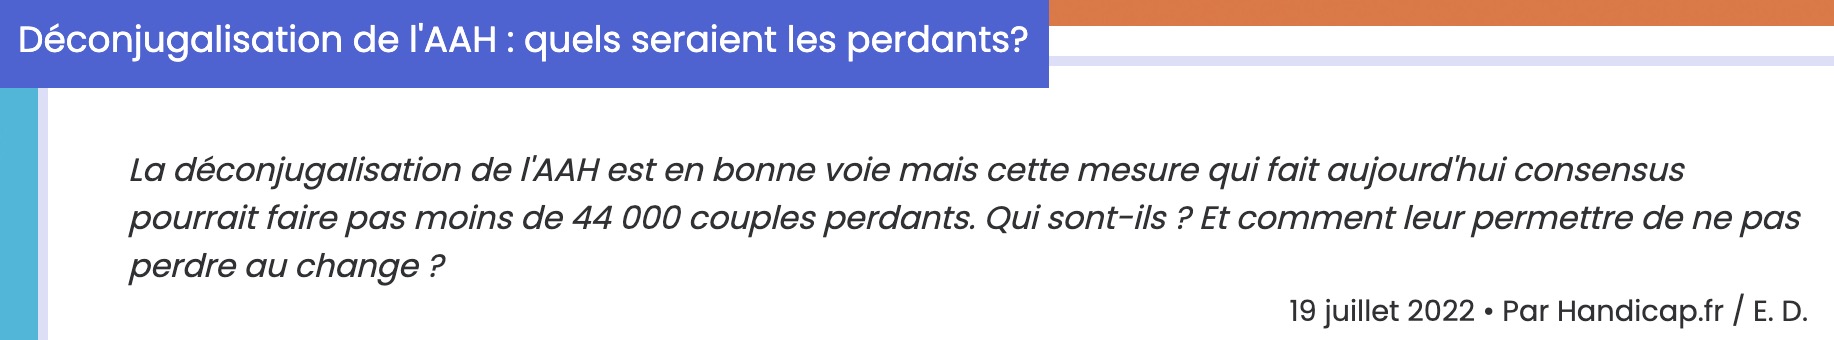 Déconjugalisation de l'AAH : quels seraient les perdants?
La déconjugalisation de l'AAH est en bonne voie mais cette mesure qui fait aujourd'hui consensus
pourrait faire pas moins de 44 000 couples perdants. Qui sont-ils ? Et comment leur permettre de ne pas
perdre au change ?
19 juillet 2022 • Par Handicap.fr / E. D.